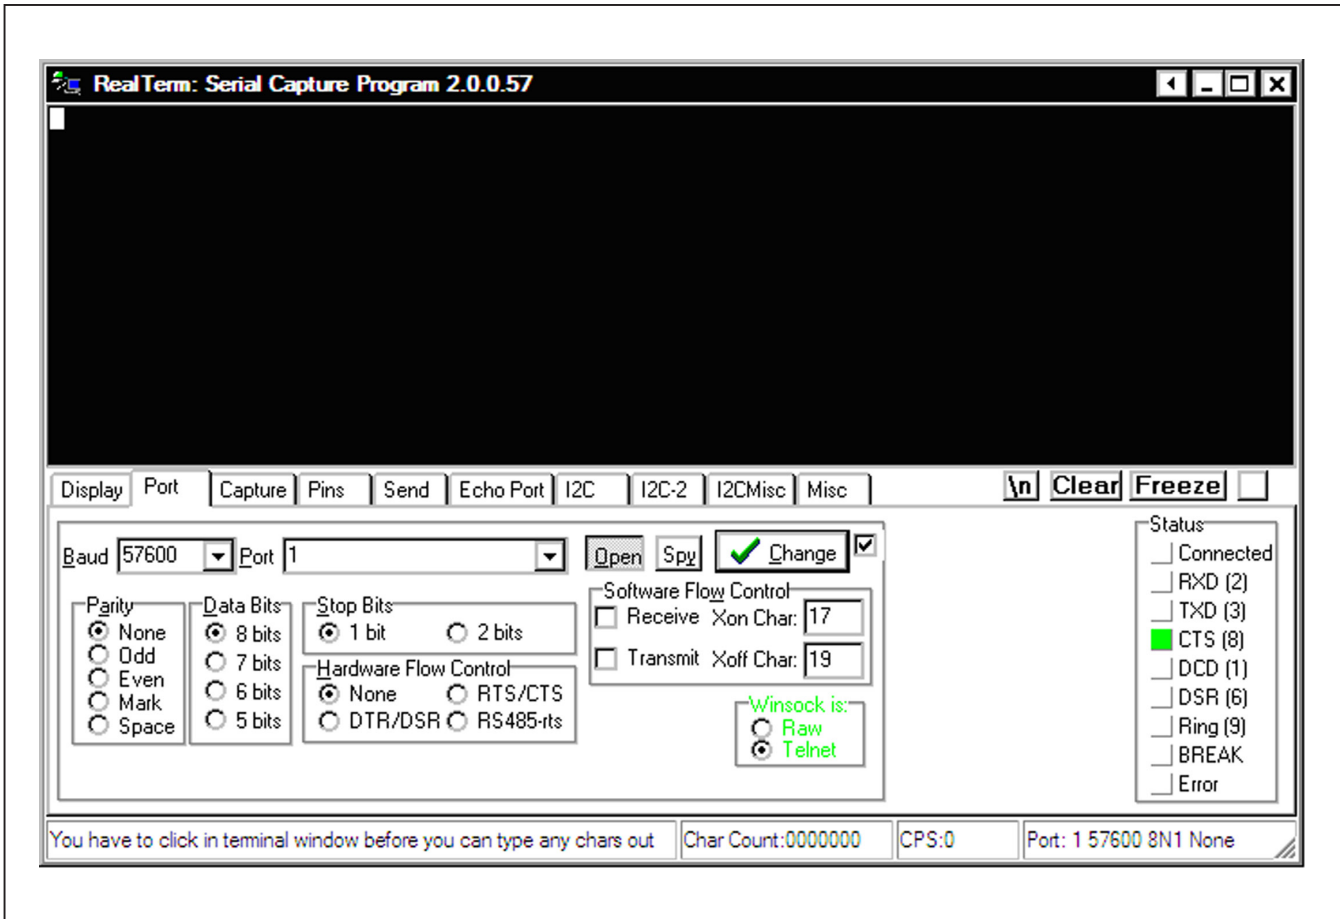 RealTerm: Serial Capture Program 2.0.0.57
Display Port Capture Pins Send Echo Port I2C I2C-2 I2CMisc Misc \n Clear Freeze
Baud 57600 Port 1 Open Spy Change
Parity
None
Odd
Even
Mark
Space
Data Bits
8 bits
7 bits
6 bits
5 bits
Stop Bits
1 bit 2 bits
Hardware Flow Control
None RTS/CTS
DTR/DSR RS485-rts
Software Flow Control
Receive Xon Char: 17
Transmit Xoff Char: 19
Winsock is:
Raw
Telnet
Status
Connected
RXD (2)
TXD (3)
CTS (8)
DCD (1)
DSR (6)
Ring (9)
BREAK
Error
You have to click in terminal window before you can type any chars out Char Count:0000000 CPS:0 Port: 1 57600 8N1 None